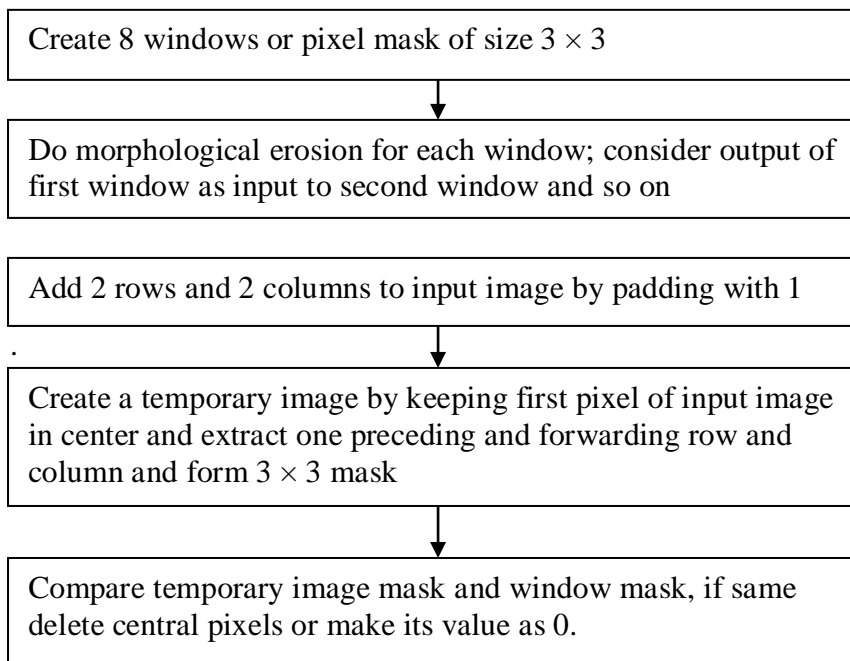 Create 8 windows or pixel mask of size 3 × 3
Do morphological erosion for each window; consider output of
first window as input to second window and so on
Add 2 rows and 2 columns to input image by padding with 1
.
Create a temporary image by keeping first pixel of input image
in center and extract one preceding and forwarding row and
column and form 3 × 3 mask
Compare temporary image mask and window mask, if same
delete central pixels or make its value as 0.